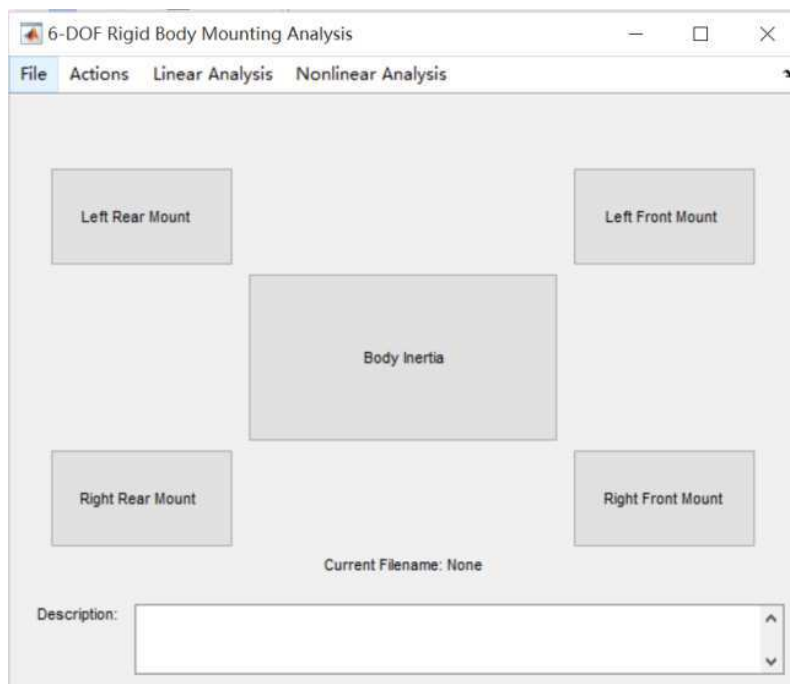 6-DOF Rigid Body Mounting Analysis
File Actions Linear Analysis Nonlinear Analysis
Left Rear Mount Left Front Mount
Body Inertia
Right Rear Mount Right Front Mount
Current Filename: None
Description: